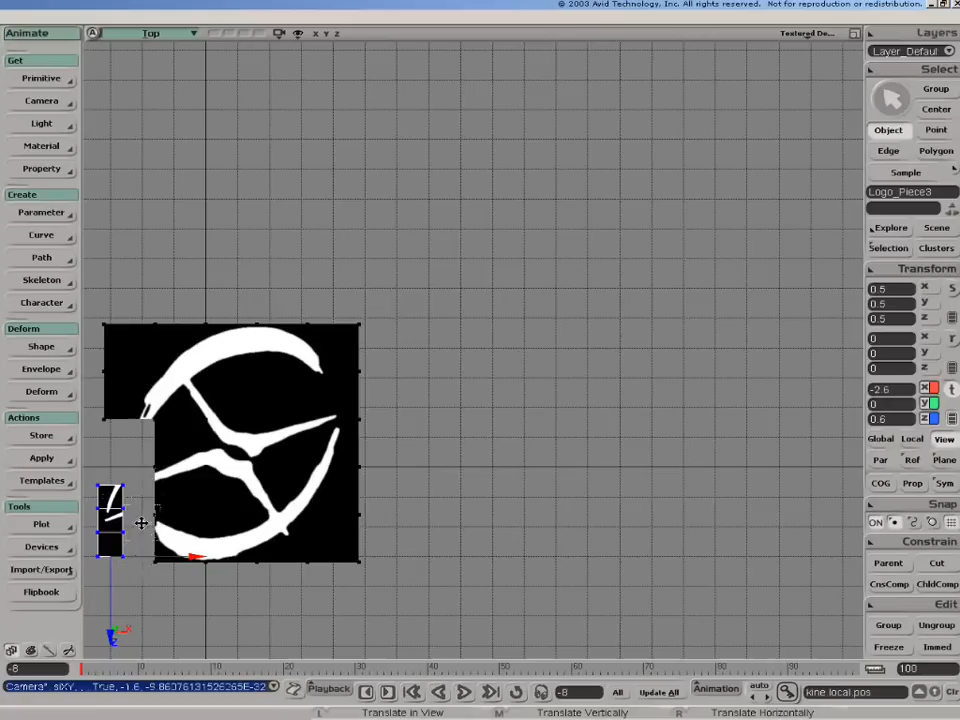 © 2003 Avid Technology, Inc. All rights reserved. Not for reproduction or redistribution.
Animate
A Top X Y Z Textured De...
Layers
Layer_Defaul
Get
Primitive
Camera
Light
Material
Property
Create
Parameter
Curve
Path
Skeleton
Character
Deform
Shape
Envelope
Deform
Actions
Store
Apply
Templates
Tools
Plot
Devices
Import/Export
Flipbook
Select
Group
Center
Object Point
Edge Polygon
Sample
Logo_Piece3
Explore Scene
Selection Clusters
Transform
0.5 x s
0.5 y
0.5 z
0 x r
0 y
0 z
-2.6 x t
0 y
0.6 z
Global Local View
Par Ref Plane
COG Prop Sym
Snap
ON
Constrain
Parent Cut
CnsComp ChldComp
Edit
Group Ungroup
Freeze Immed
-8 0 10 20 30 40 50 60 70 80 90 100
Playback -8 All Update All Animation auto kine local.pos Clr
L Translate in View M Translate Vertically R Translate Horizontally